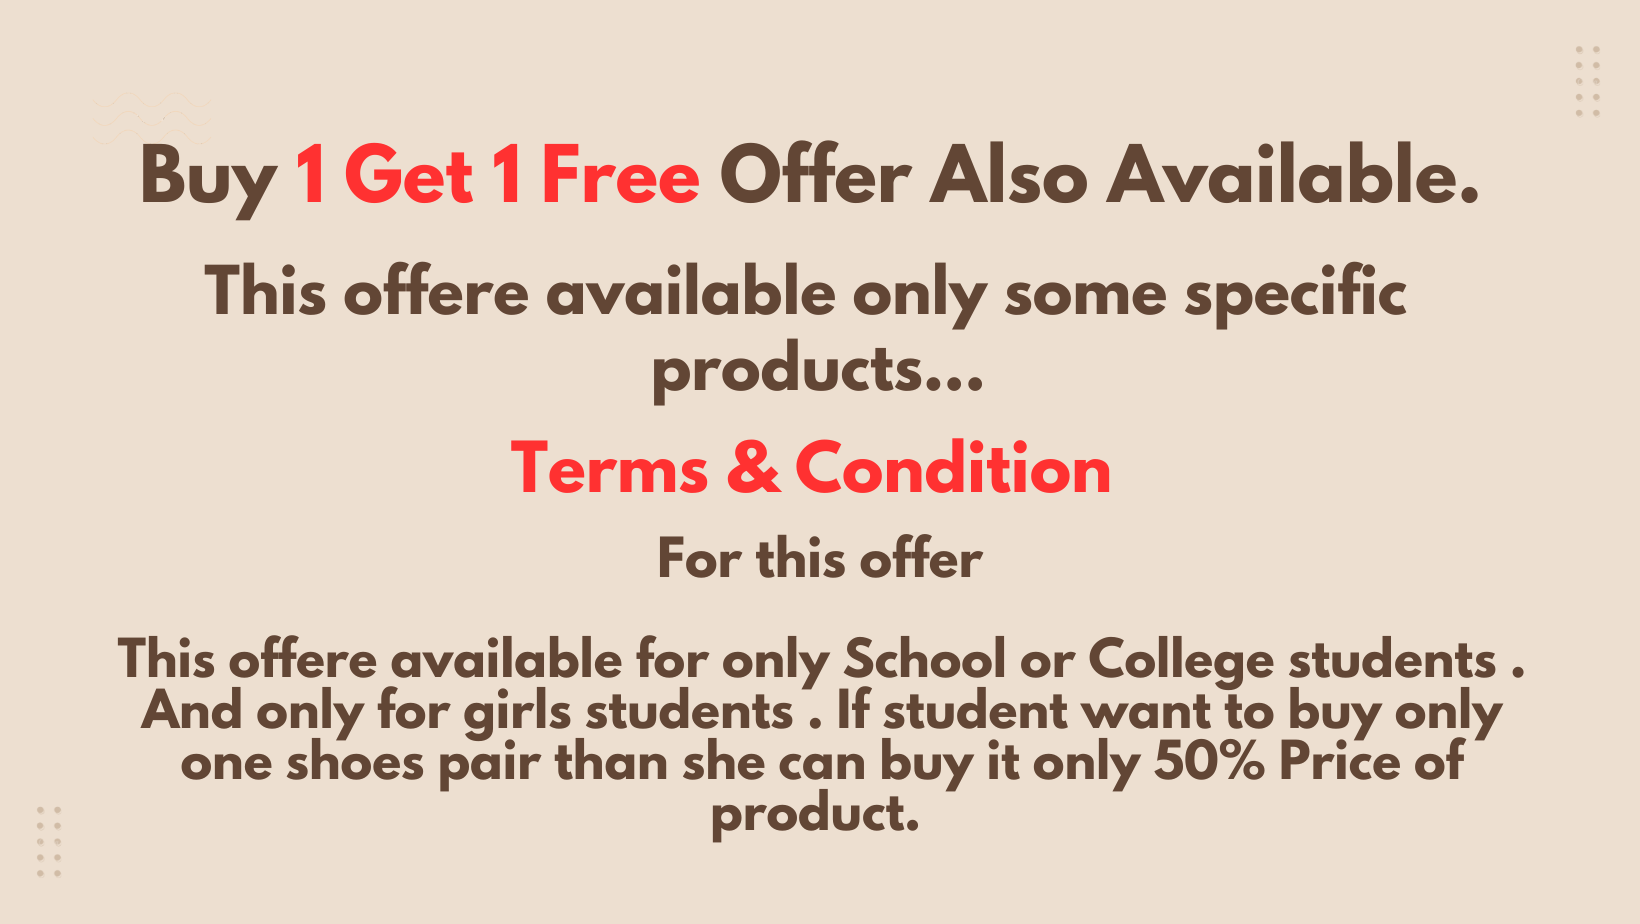 Buy 1 Get 1 Free Offer Also Available.
This offere available only some specific
products...
Terms & Condition
For this offer
This offere available for only School or College students .
And only for girls students . If student want to buy only
one shoes pair than she can buy it only 50% Price of
product.